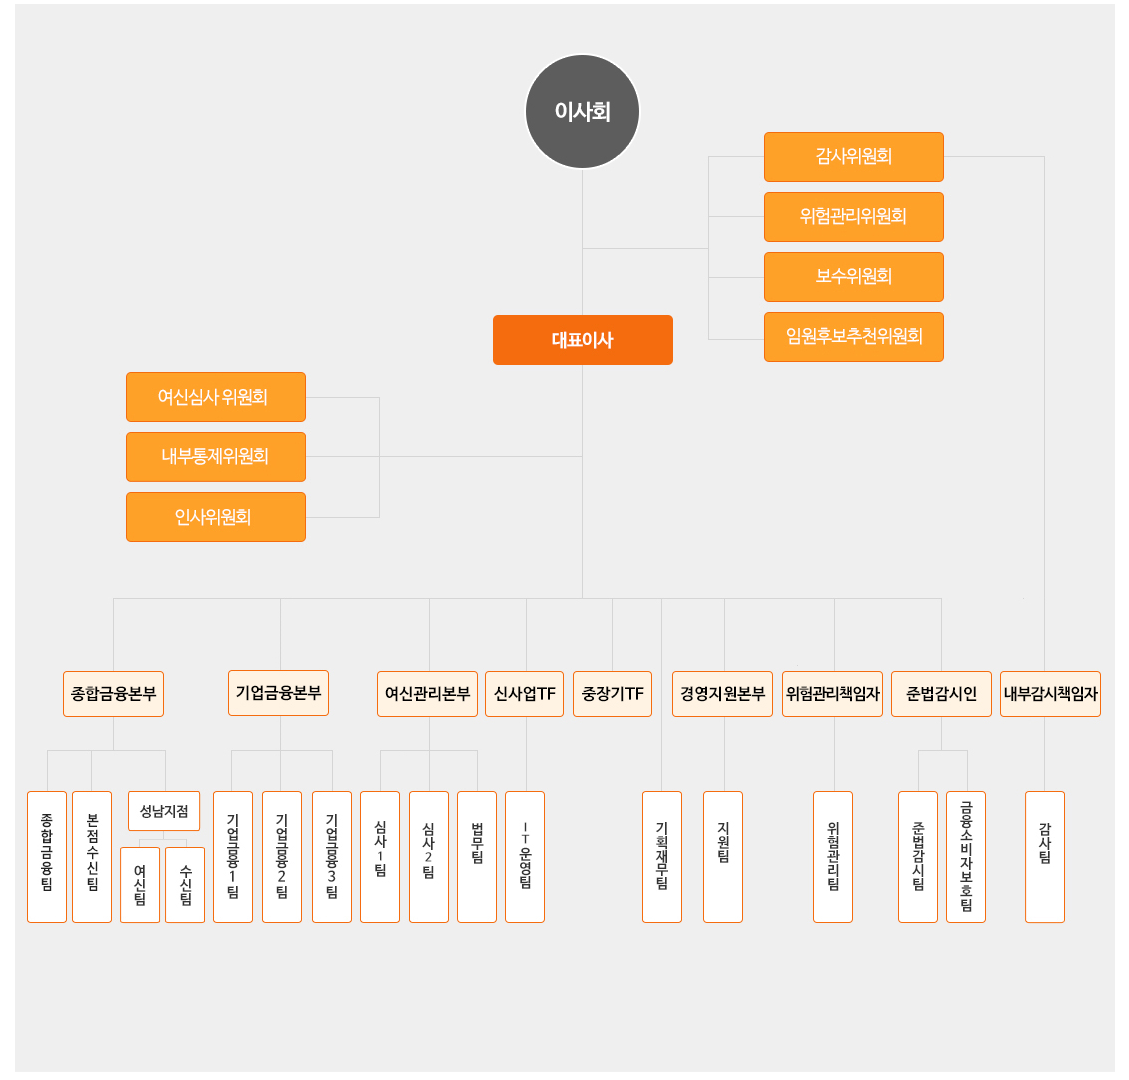 이사회
감사위원회
위험관리위원회
보수위원회
임원후보추천위원회
대표이사
여신심사 위원회
내부통제위원회
인사위원회
종합금융본부
기업금융본부
여신관리본부
신사업TF
중장기TF
경영지원본부
위험관리책임자
준법감시인
내부감시책임자
종합금융팀
본점수신팀
성남지점
여신팀
수신팀
기업금융1팀
기업금융2팀
기업금융3팀
심사1팀
심사2팀
법무팀
IT운영팀
기획재무팀
지원팀
위험관리팀
준법감시팀
금융소비자보호팀
감사팀